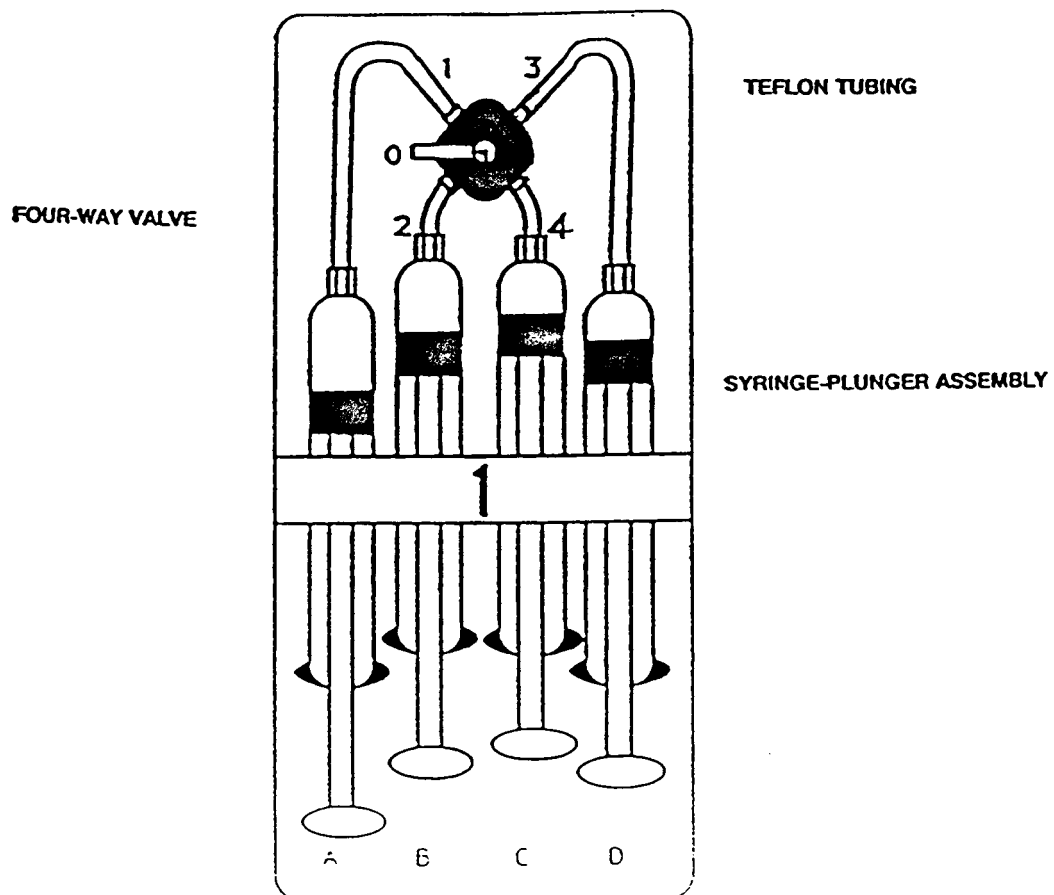 1 3
TEFLON TUBING
0
FOUR-WAY VALVE
2 4
SYRINGE-PLUNGER ASSEMBLY
1
A B C D